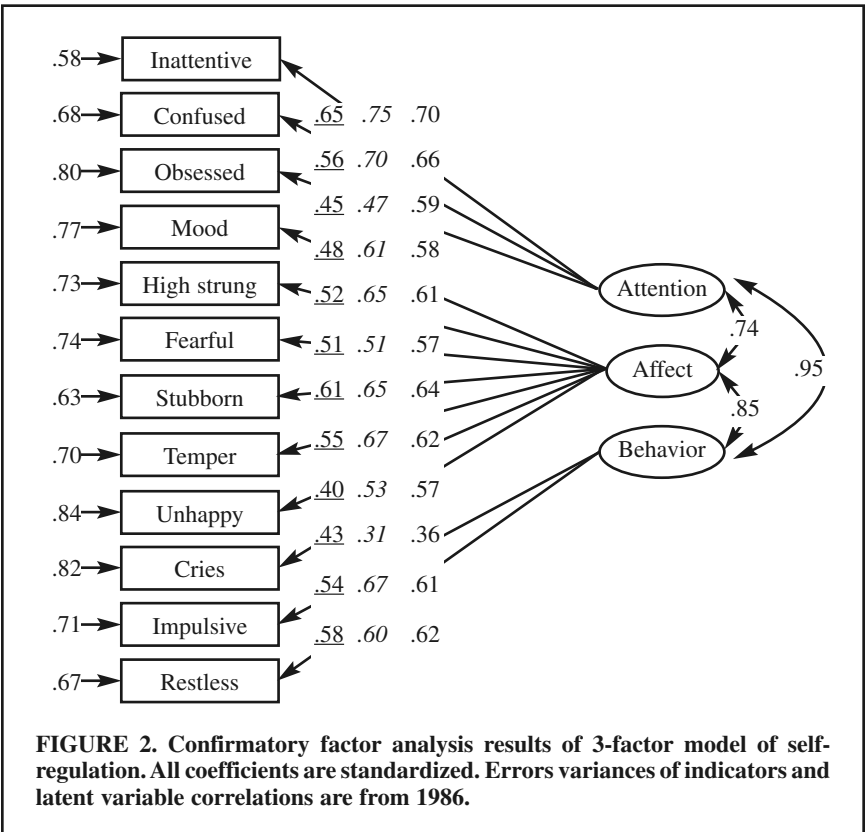 .58 Inattentive
.68 Confused .65 .75 .70
.80 Obsessed .56 .70 .66
.45 .47 .59
.77 Mood .48 .61 .58
.73 High strung .52 .65 .61 Attention
.74 Fearful .51 .51 .57 .74
.63 Stubborn .61 .65 .64 Affect .95
.85
.70 Temper .55 .67 .62 Behavior
.84 Unhappy .40 .53 .57
.43 .31 .36
.82 Cries
.71 Impulsive .54 .67 .61
.67 Restless .58 .60 .62
FIGURE 2. Confirmatory factor analysis results of 3-factor model of self-
regulation. All coefficients are standardized. Errors variances of indicators and
latent variable correlations are from 1986.